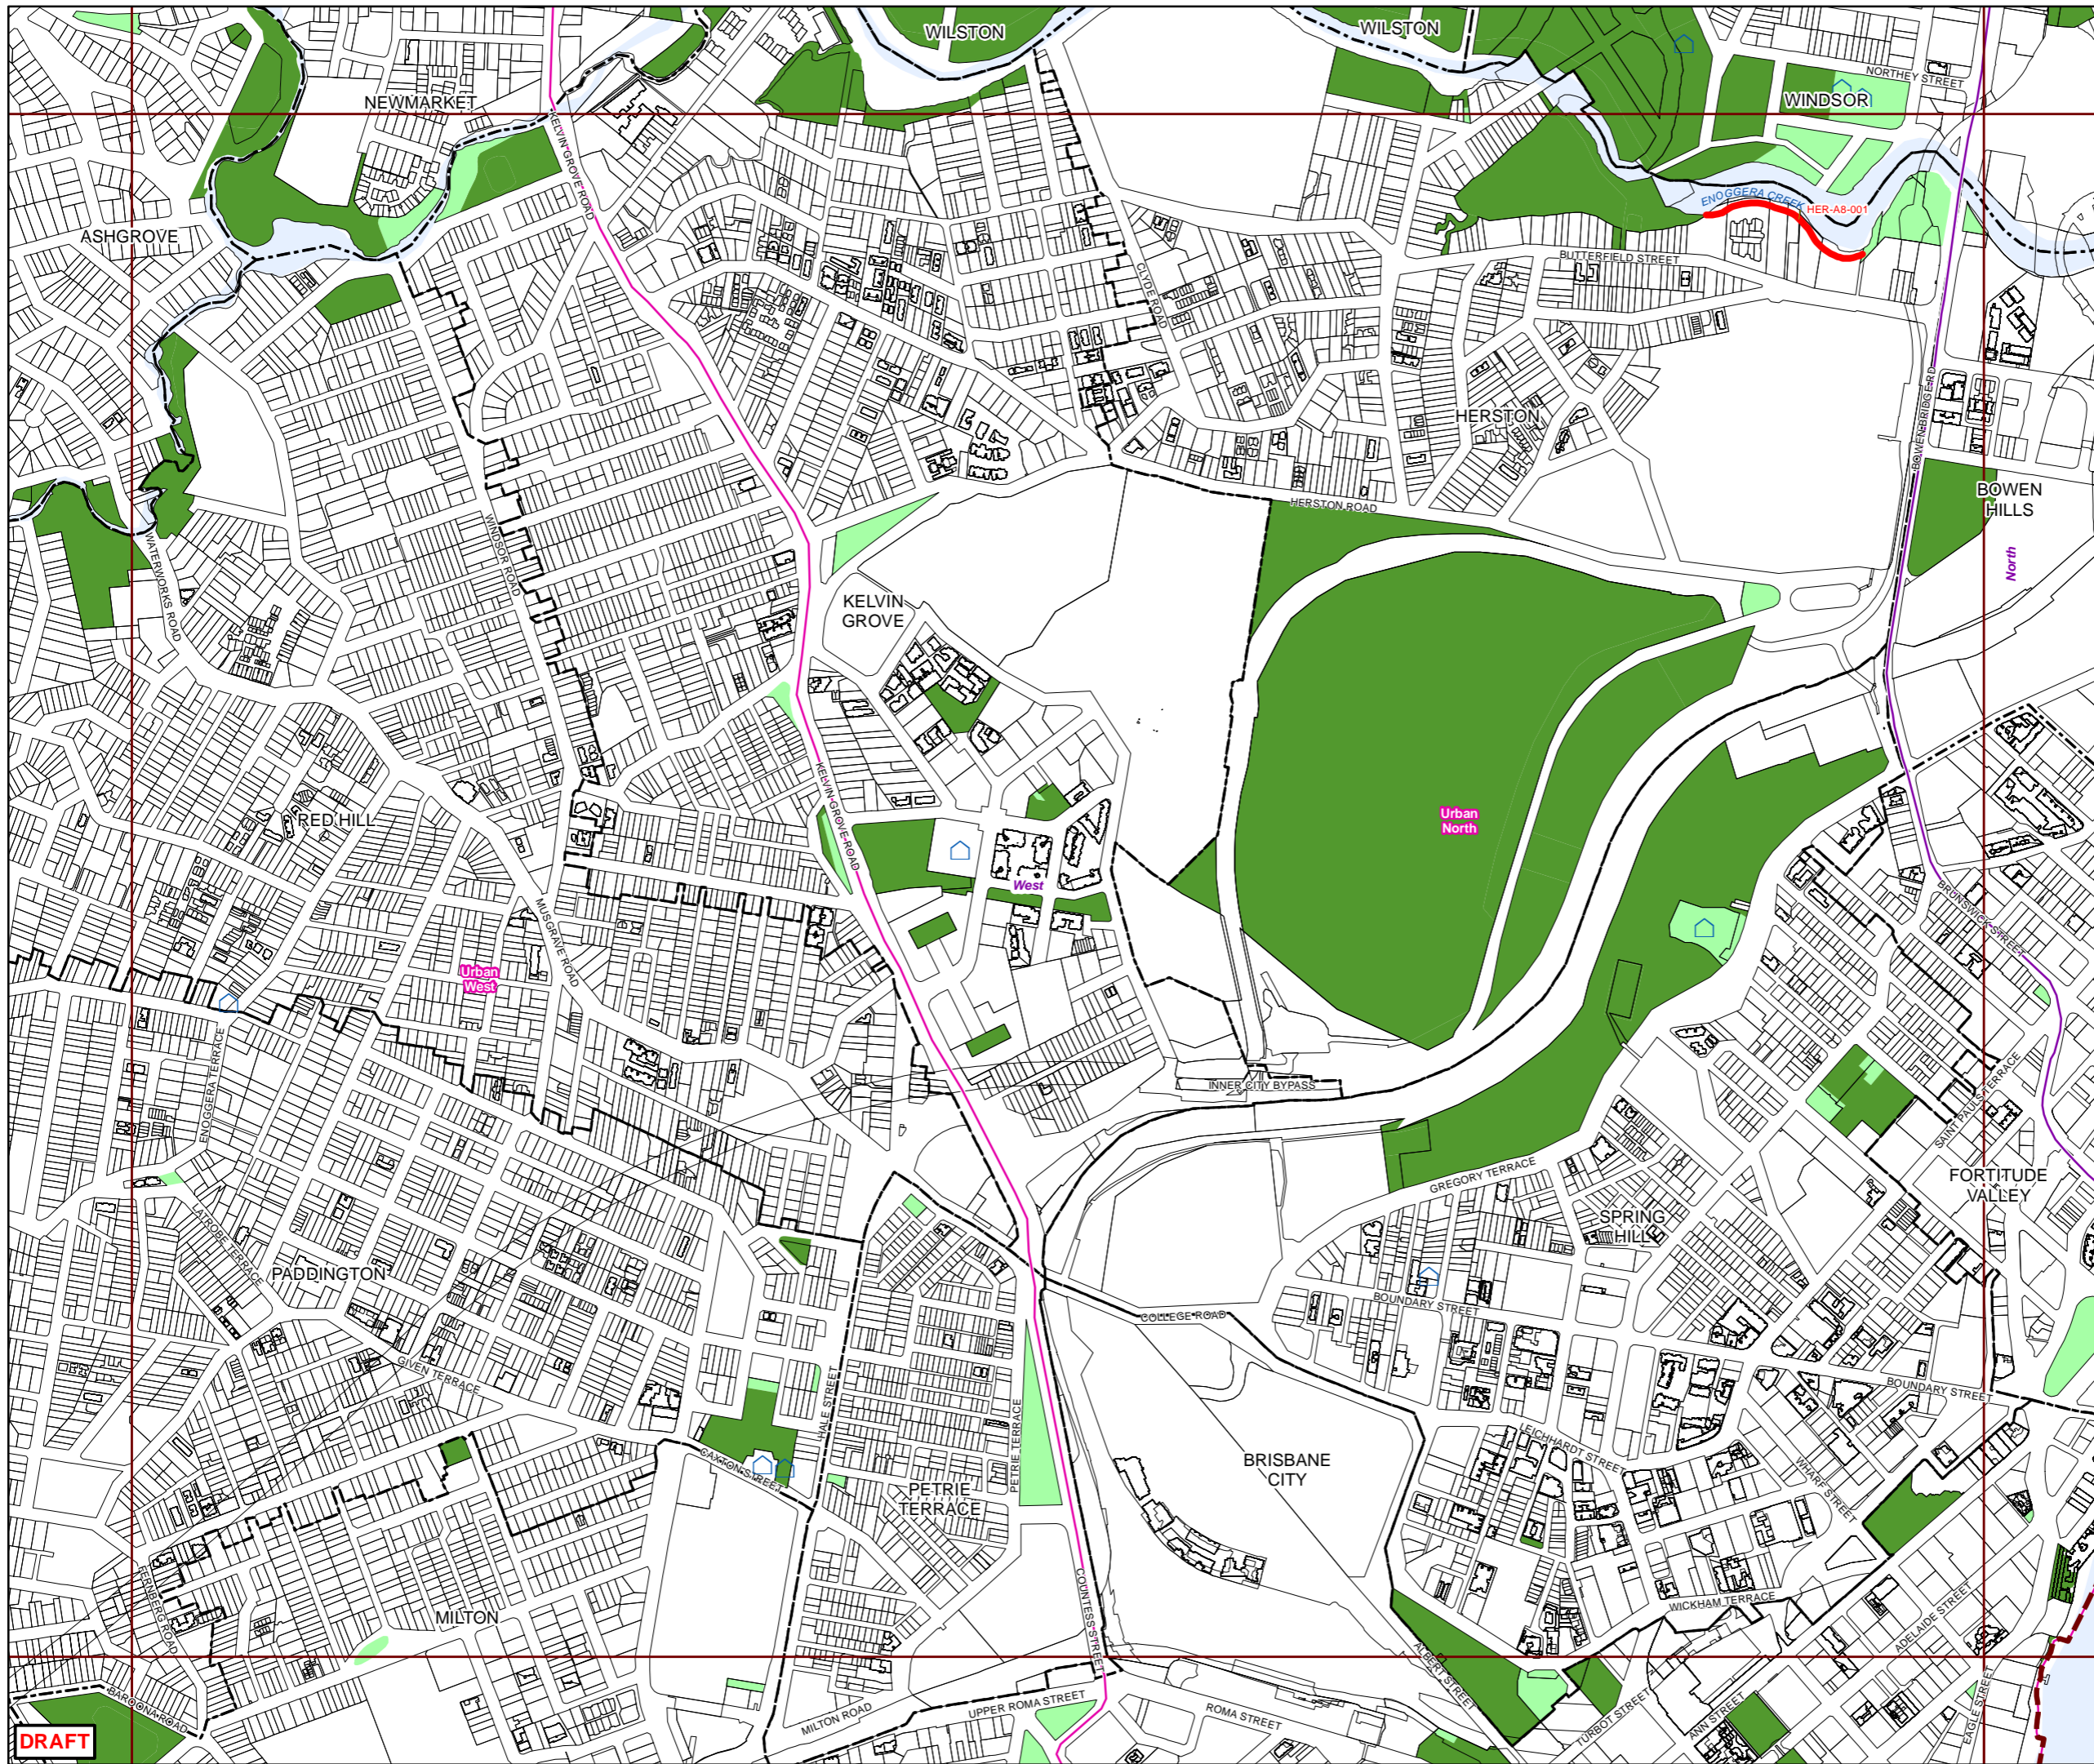 WILSTON
WILSTON
NEWMARKET
NORTHEY STREET
WINDSOR
KELVIN GROVE ROAD
ENOGGERA CREEK
HER-A8-001
ASHGROVE
BUTTERFIELD STREET
CLYDE ROAD
BOWEN BRIDGE RD
HERSTON
BOWEN
HILLS
HERSTON ROAD
WINDSOR ROAD
WATERWORKS ROAD
North
KELVIN
GROVE
KELVIN GROVE ROAD
Urban
North
RED HILL
West
BRUNSWICK STREET
MUSGRAVE ROAD
Urban
West
ENOGGERA TERRACE
INNER CITY BYPASS
SAINT PAULS TERRACE
GREGORY TERRACE
FORTITUDE
VALLEY
SPRING
HILL
LATROBE TERRACE
PADDINGTON
BOUNDARY STREET
COLLEGE ROAD
GIVEN TERRACE
HALE STREET
BOUNDARY STREET
PETRIE TERRACE
LEICHHARDT STREET
CAXTON STREET
BRISBANE
CITY
WHARF STREET
PETRIE
TERRACE
FERNBERG ROAD
COUNTESS STREET
WICKHAM TERRACE
ADELAIDE STREET
MILTON
ALBERT STREET
BAROONA ROAD
MILTON ROAD
UPPER ROMA STREET
ROMA STREET
TURBOT STREET
ANN STREET
EAGLE STREET
DRAFT